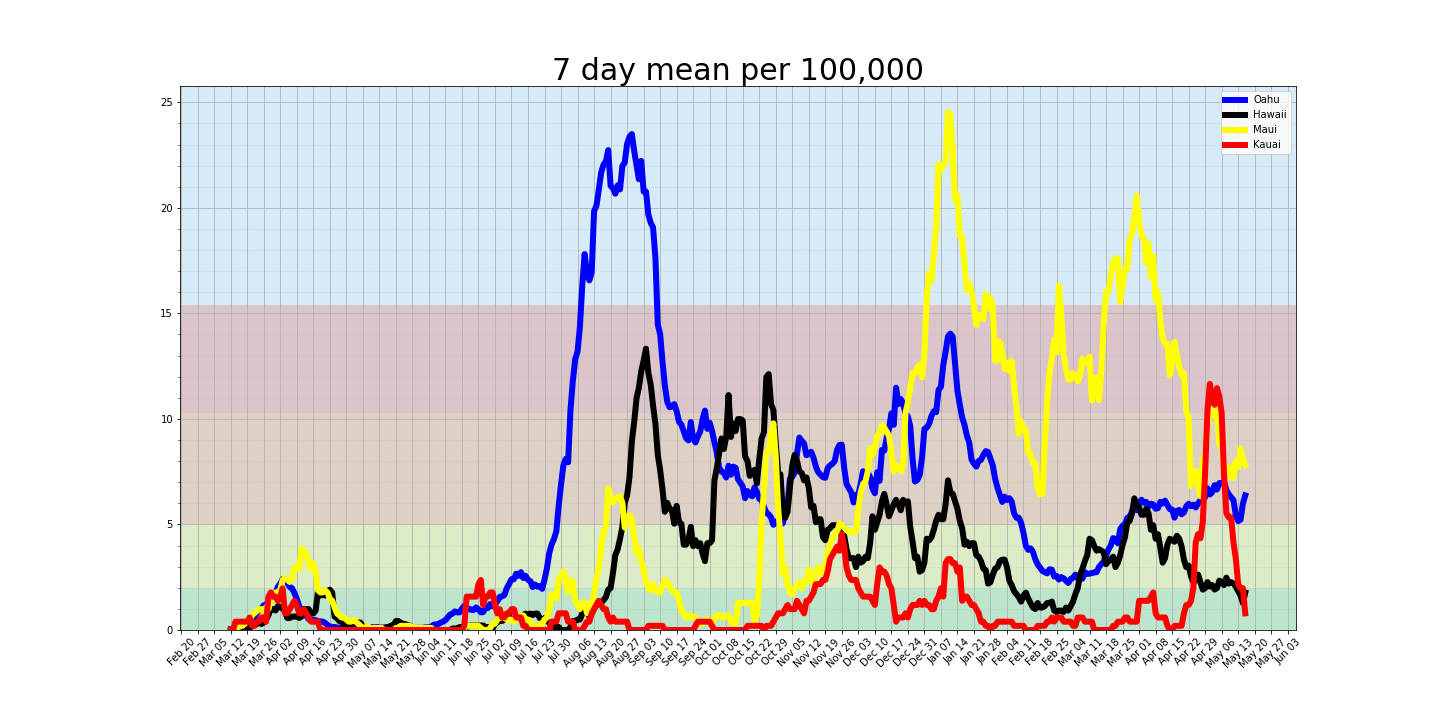 7 day mean per 100,000
Oahu
Hawaii
Maui
Kauai
25
20
15
10
5
0
Feb 20
Feb 27
Mar 05
Mar 12
Mar 19
Mar 26
Apr 02
Apr 09
Apr 16
Apr 23
Apr 30
May 07
May 14
May 21
May 28
Jun 04
Jun 11
Jun 18
Jun 25
Jul 02
Jul 09
Jul 16
Jul 23
Jul 30
Aug 06
Aug 13
Aug 20
Aug 27
Sep 03
Sep 10
Sep 17
Sep 24
Oct 01
Oct 08
Oct 15
Oct 22
Oct 29
Nov 05
Nov 12
Nov 19
Nov 26
Dec 03
Dec 10
Dec 17
Dec 24
Dec 31
Jan 07
Jan 14
Jan 21
Jan 28
Feb 04
Feb 11
Feb 18
Feb 25
Mar 04
Mar 11
Mar 18
Mar 25
Apr 01
Apr 08
Apr 15
Apr 22
Apr 29
May 06
May 13
May 20
May 27
Jun 03